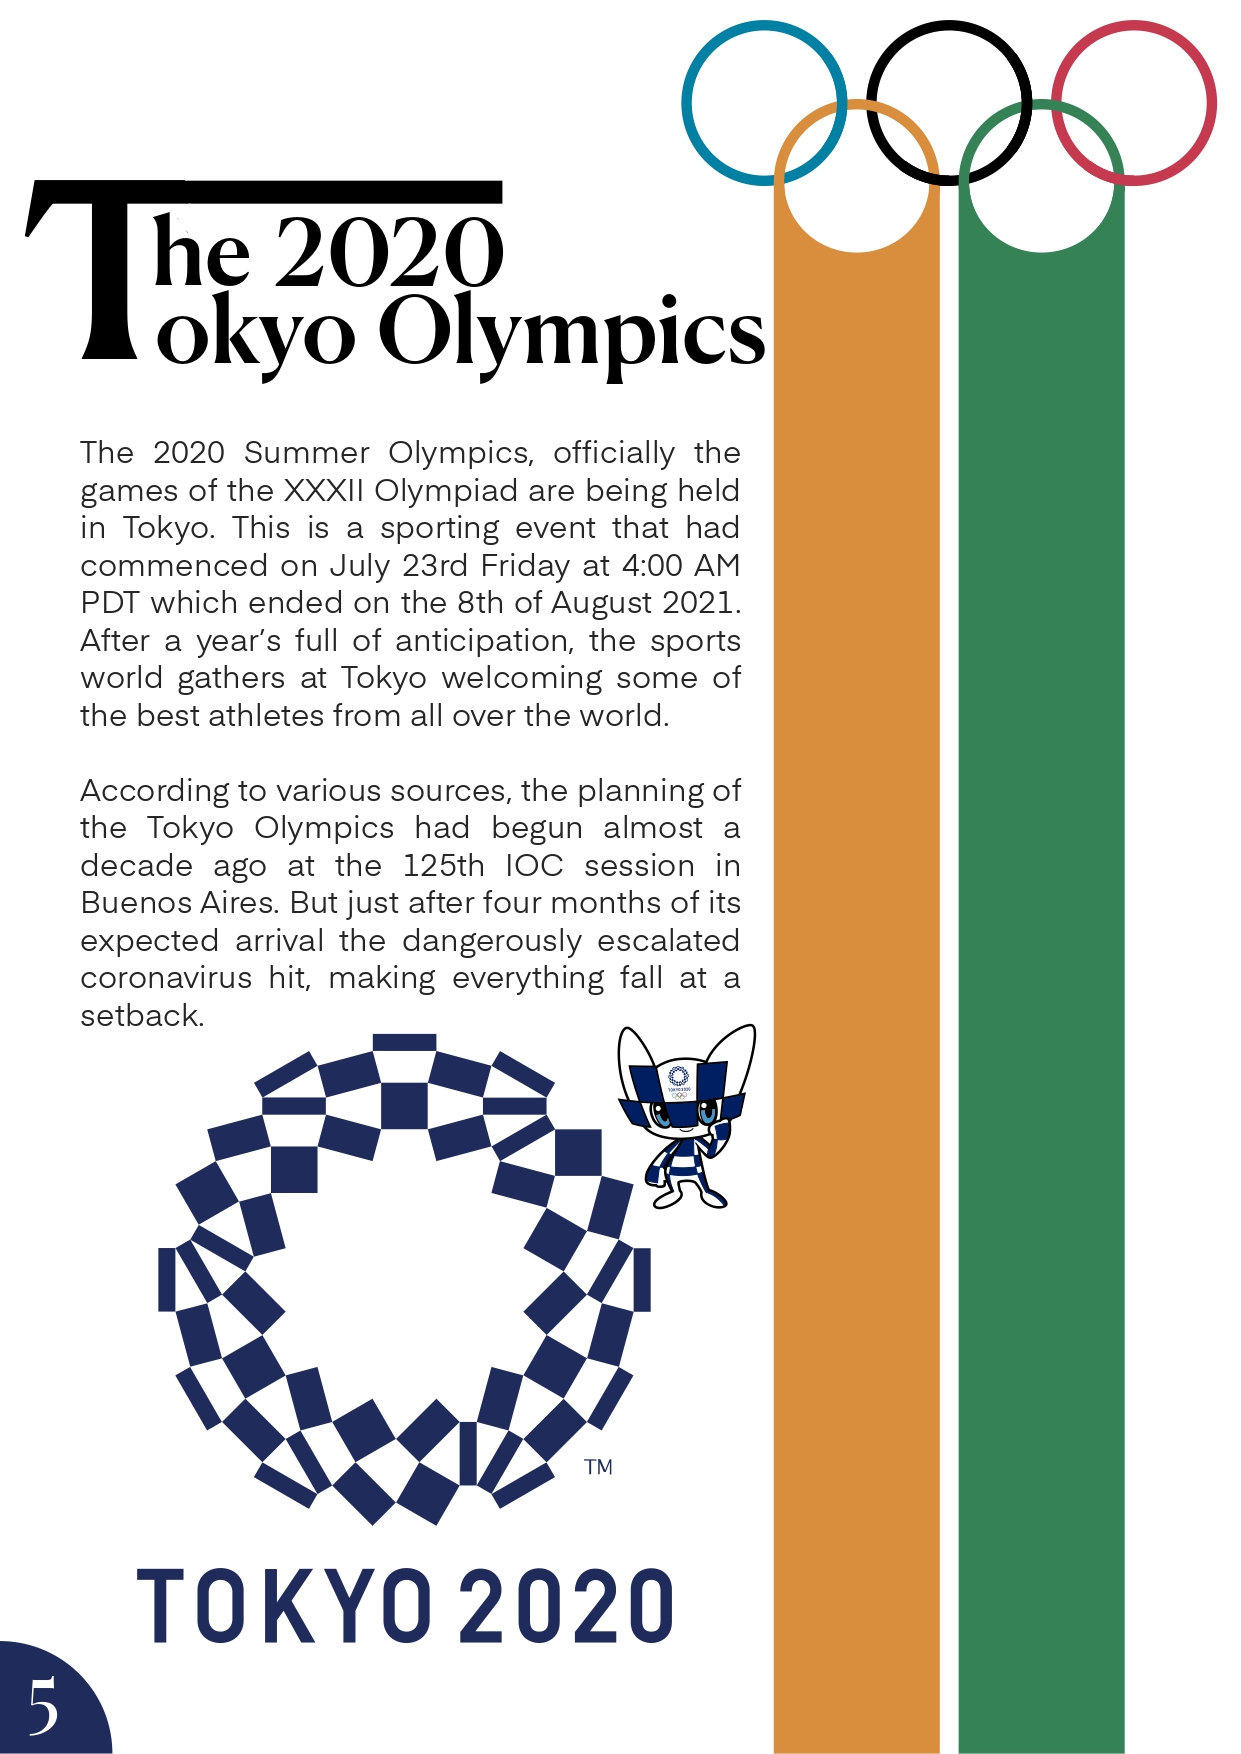 The 2020
Tokyo Olympics
The 2020 Summer Olympics, officially the
games of the XXXII Olympiad are being held
in Tokyo. This is a sporting event that had
commenced on July 23rd Friday at 4:00 AM
PDT which ended on the 8th of August 2021.
After a year's full of anticipation, the sports
world gathers at Tokyo welcoming some of
the best athletes from all over the world.
According to various sources, the planning of
the Tokyo Olympics had begun almost a
decade ago at the 125th IOC session in
Buenos Aires. But just after four months of its
expected arrival the dangerously escalated
coronavirus hit, making everything fall at a
setback.
TOKYO 2020
TM
TOKYO 2020
5